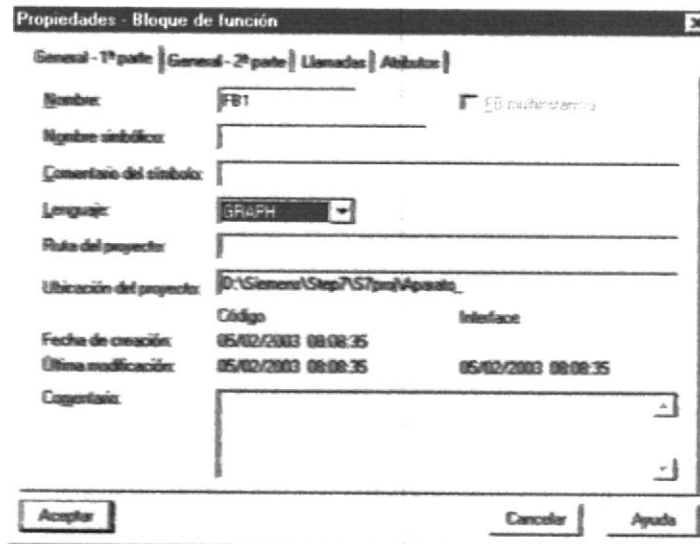 Propiedades - Bloque de función
General - 1ª parte General - 2ª parte Llamadas Atributos
Nombre: FB1 FB multiinstancia
Nombre simbólico:
Comentario del símbolo:
Lenguaje: GRAPH
Ruta del proyecto:
Ubicación del proyecto: D:\Siemens\Step7\S7proj\Aparato_
Código Interface
Fecha de creación: 05/02/2003 08:08:35
Última modificación: 05/02/2003 08:08:35 05/02/2003 08:08:35
Comentario:
Aceptar Cancelar Ayuda